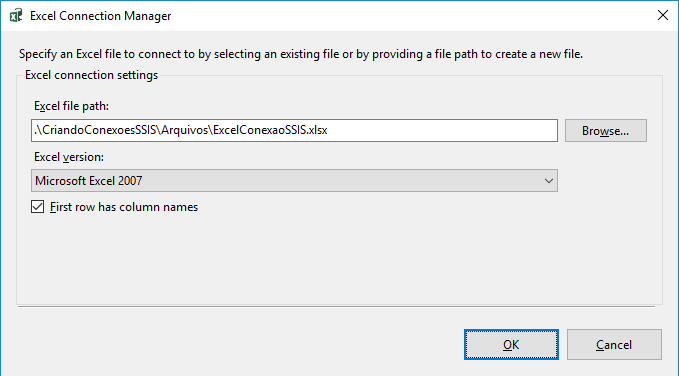 Excel Connection Manager
Specify an Excel file to connect to by selecting an existing file or by providing a file path to create a new file.
Excel connection settings
Excel file path:
.\CriandoConexoesSSIS\Arquivos\ExcelConexaoSSIS.xlsx
Browse...
Excel version:
Microsoft Excel 2007
First row has column names
OK
Cancel